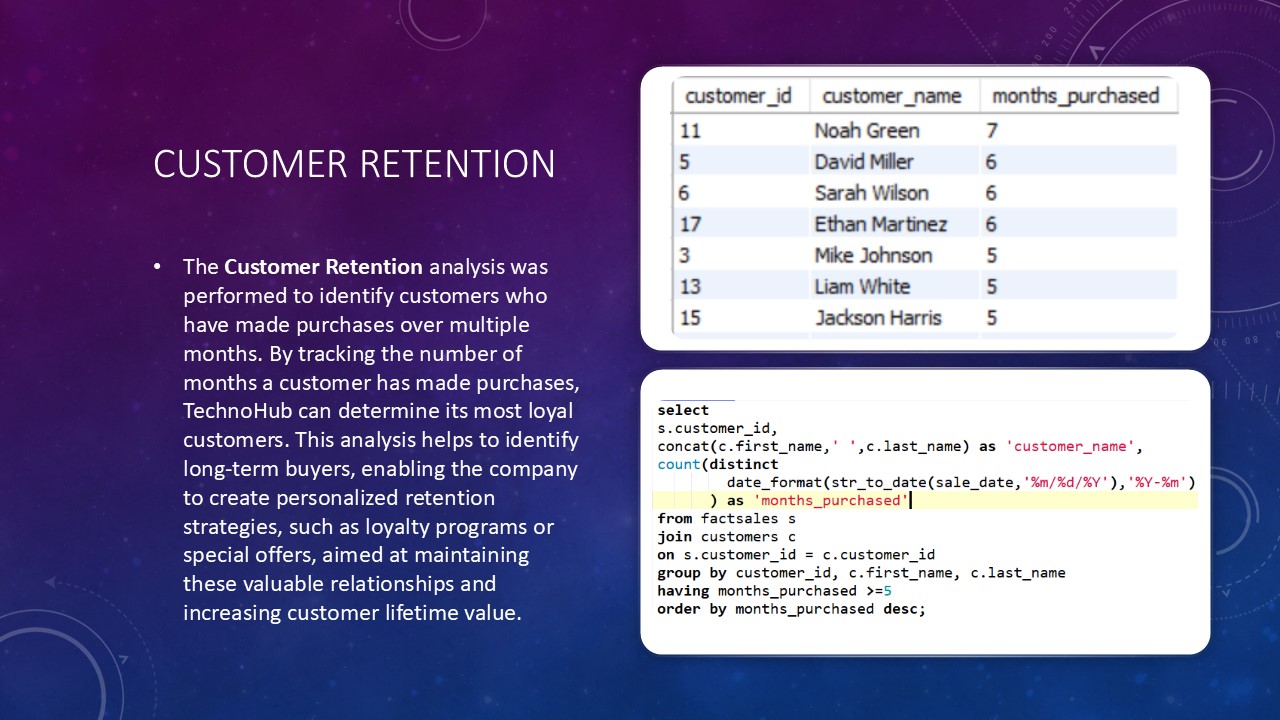 CUSTOMER RETENTION
• The Customer Retention analysis was
performed to identify customers who
have made purchases over multiple
months. By tracking the number of
months a customer has made purchases,
TechnoHub can determine its most loyal
customers. This analysis helps to identify
long-term buyers, enabling the company
to create personalized retention
strategies, such as loyalty programs or
special offers, aimed at maintaining
these valuable relationships and
increasing customer lifetime value.
customer_id customer_name months_purchased
11 Noah Green 7
5 David Miller 6
6 Sarah Wilson 6
17 Ethan Martinez 6
3 Mike Johnson 5
13 Liam White 5
15 Jackson Harris 5
select
s.customer_id,
concat(c.first_name,' ',c.last_name) as 'customer_name',
count(distinct
date_format(str_to_date(sale_date,'%m/%d/%Y'),'%Y-%m')
) as 'months_purchased'
from factsales s
join customers c
on s.customer_id = c.customer_id
group by customer_id, c.first_name, c.last_name
having months_purchased >=5
order by months_purchased desc;